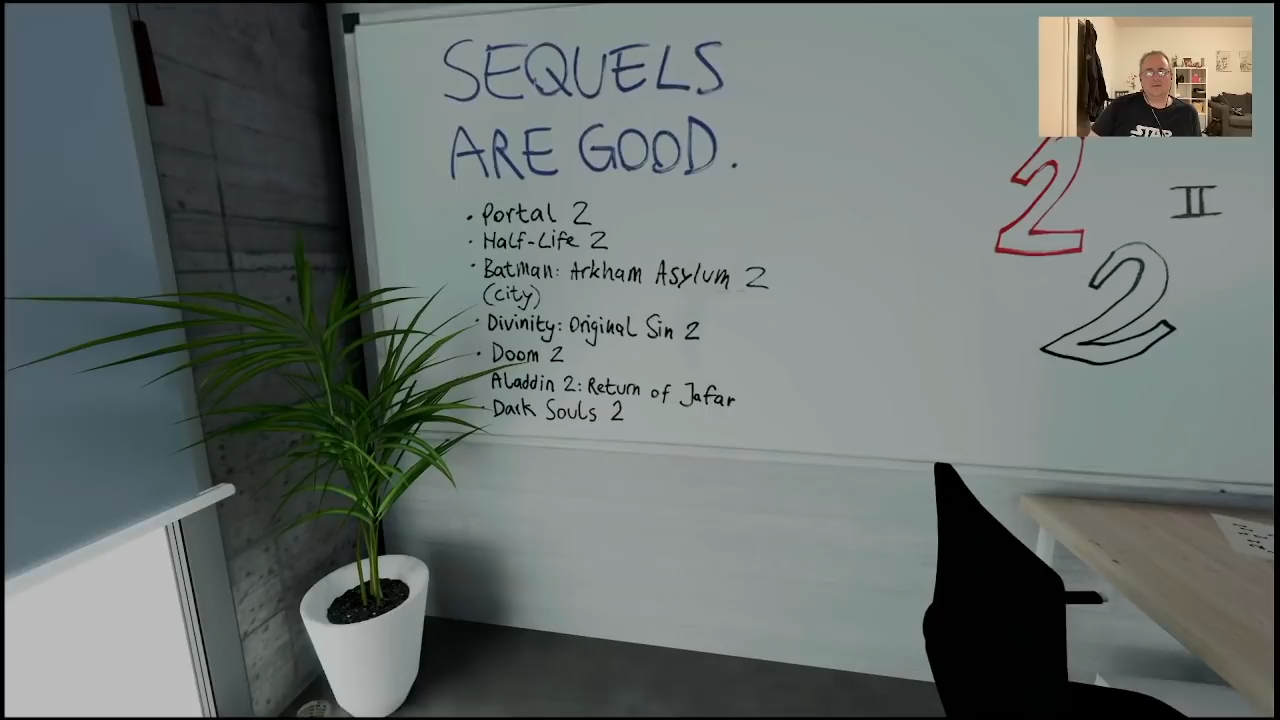 SEQUELS
ARE GOOD.
• Portal 2
• Half-Life 2
• Batman: Arkham Asylum 2
(city)
• Divinity: Original Sin 2
• Doom 2
Aladdin 2: Return of Jafar
• Dark Souls 2
2
II
2
STAR